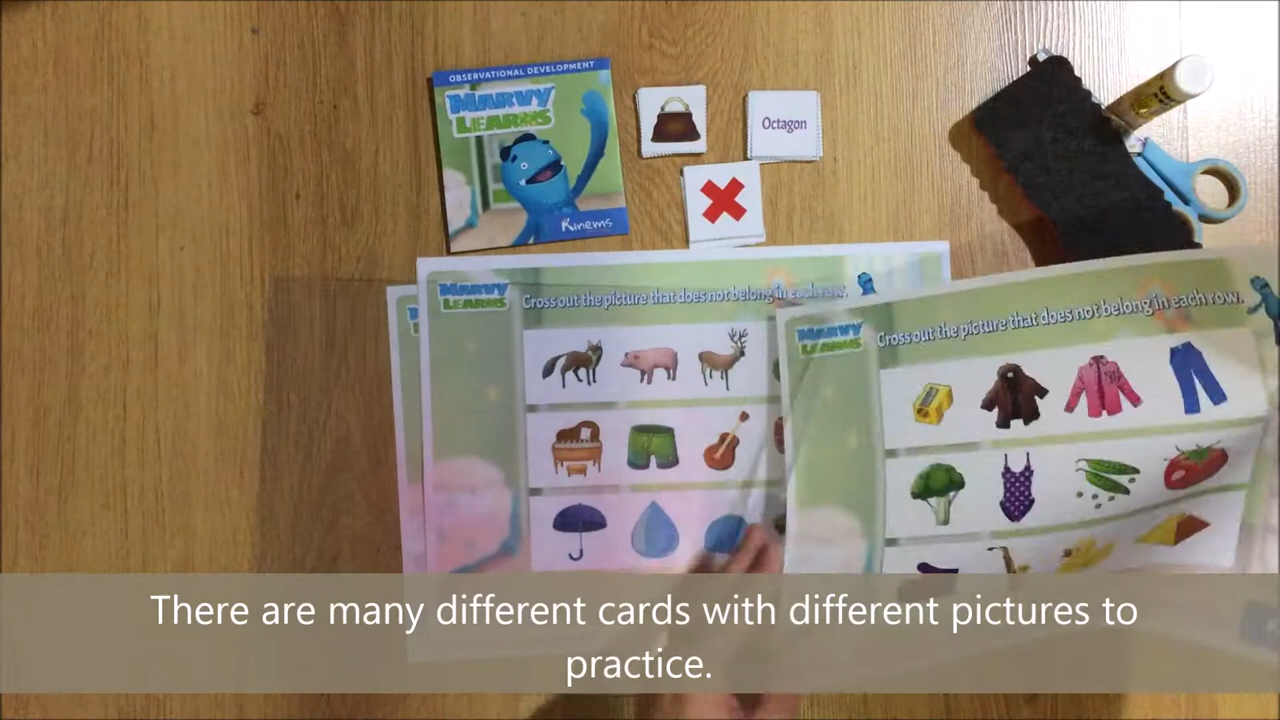 OBSERVATIONAL DEVELOPMENT
MARVY
LEARNS
Kinems
Octagon
MARVY
LEARNS
Cross out the picture that does not belong in each row.
MARVY
LEARNS
Cross out the picture that does not belong in each row.
There are many different cards with different pictures to
practice.